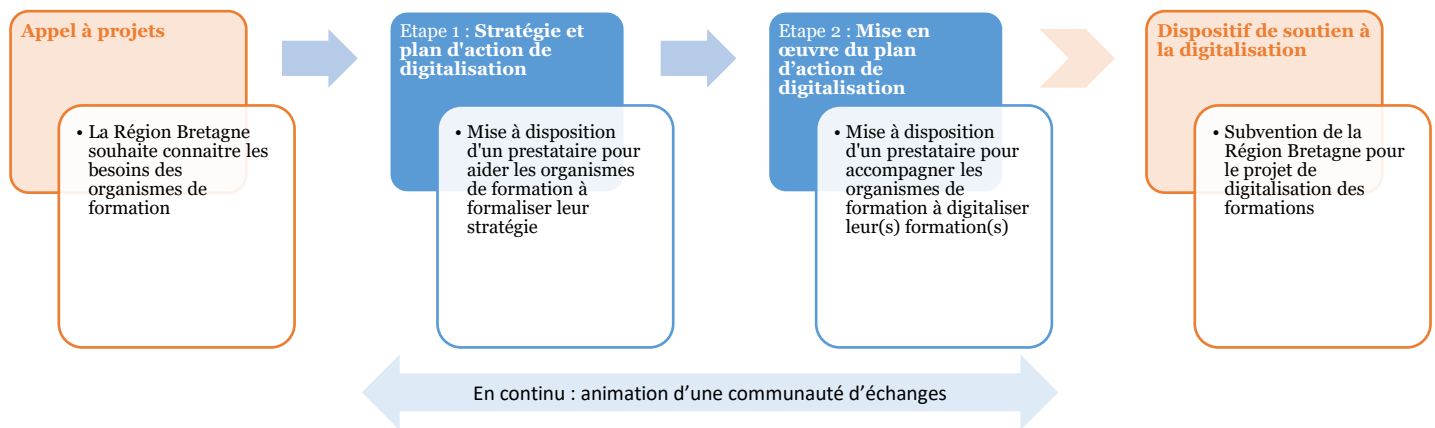 Appel à projets
• La Région Bretagne
souhaite connaitre les
besoins des
organismes de
formation
Etape 1 : Stratégie et
plan d'action de
digitalisation
• Mise à disposition
d'un prestataire pour
aider les organismes
de formation à
formaliser leur
stratégie
Etape 2 : Mise en
œuvre du plan
d’action de
digitalisation
• Mise à disposition
d'un prestataire pour
accompagner les
organismes de
formation à digitaliser
leur(s) formation(s)
Dispositif de soutien à
la digitalisation
• Subvention de la
Région Bretagne pour
le projet de
digitalisation des
formations
En continu : animation d’une communauté d’échanges